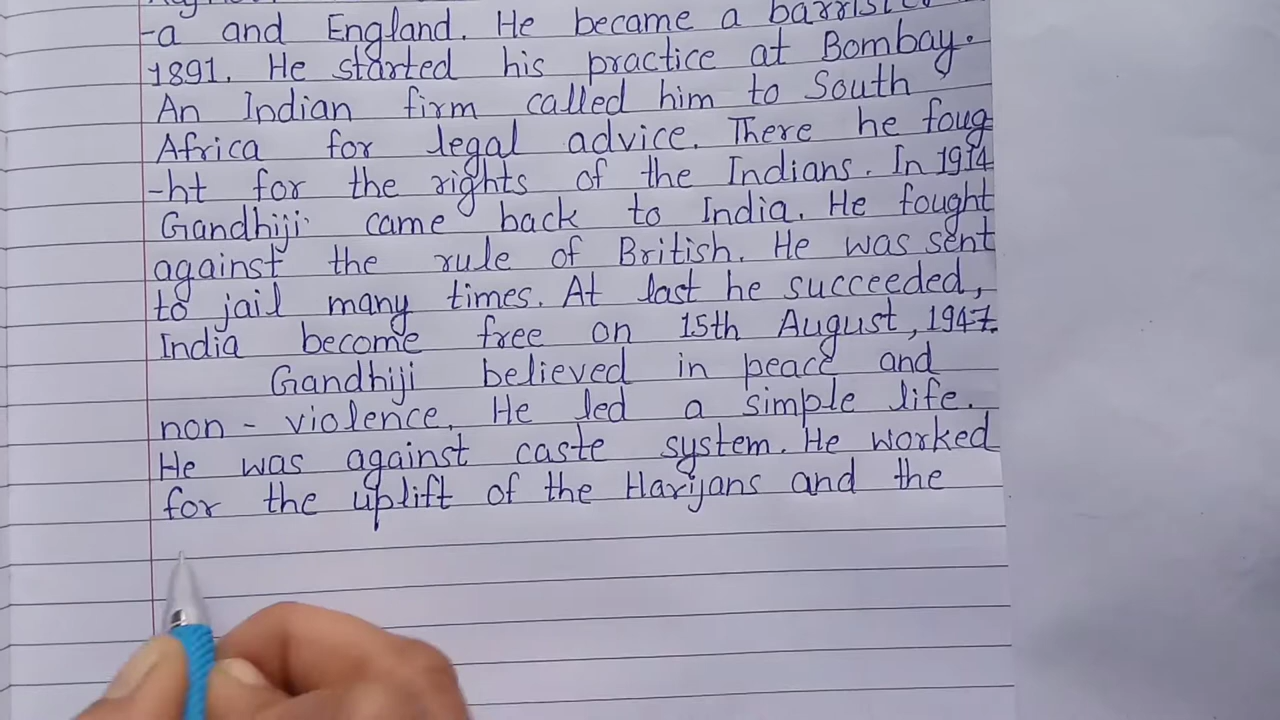 -a and England. He became a barrister
1891. He started his practice at Bombay.
An Indian firm called him to South
Africa for legal advice. There he foug
-ht for the rights of the Indians. In 1914
Gandhiji came back to India. He fought
against the rule of British. He was sent
to jail many times. At last he succeeded,
India become free on 15th August, 1947.
Gandhiji believed in peace and
non - violence. He led a simple life.
He was against caste system. He worked
for the uplift of the Harijans and the